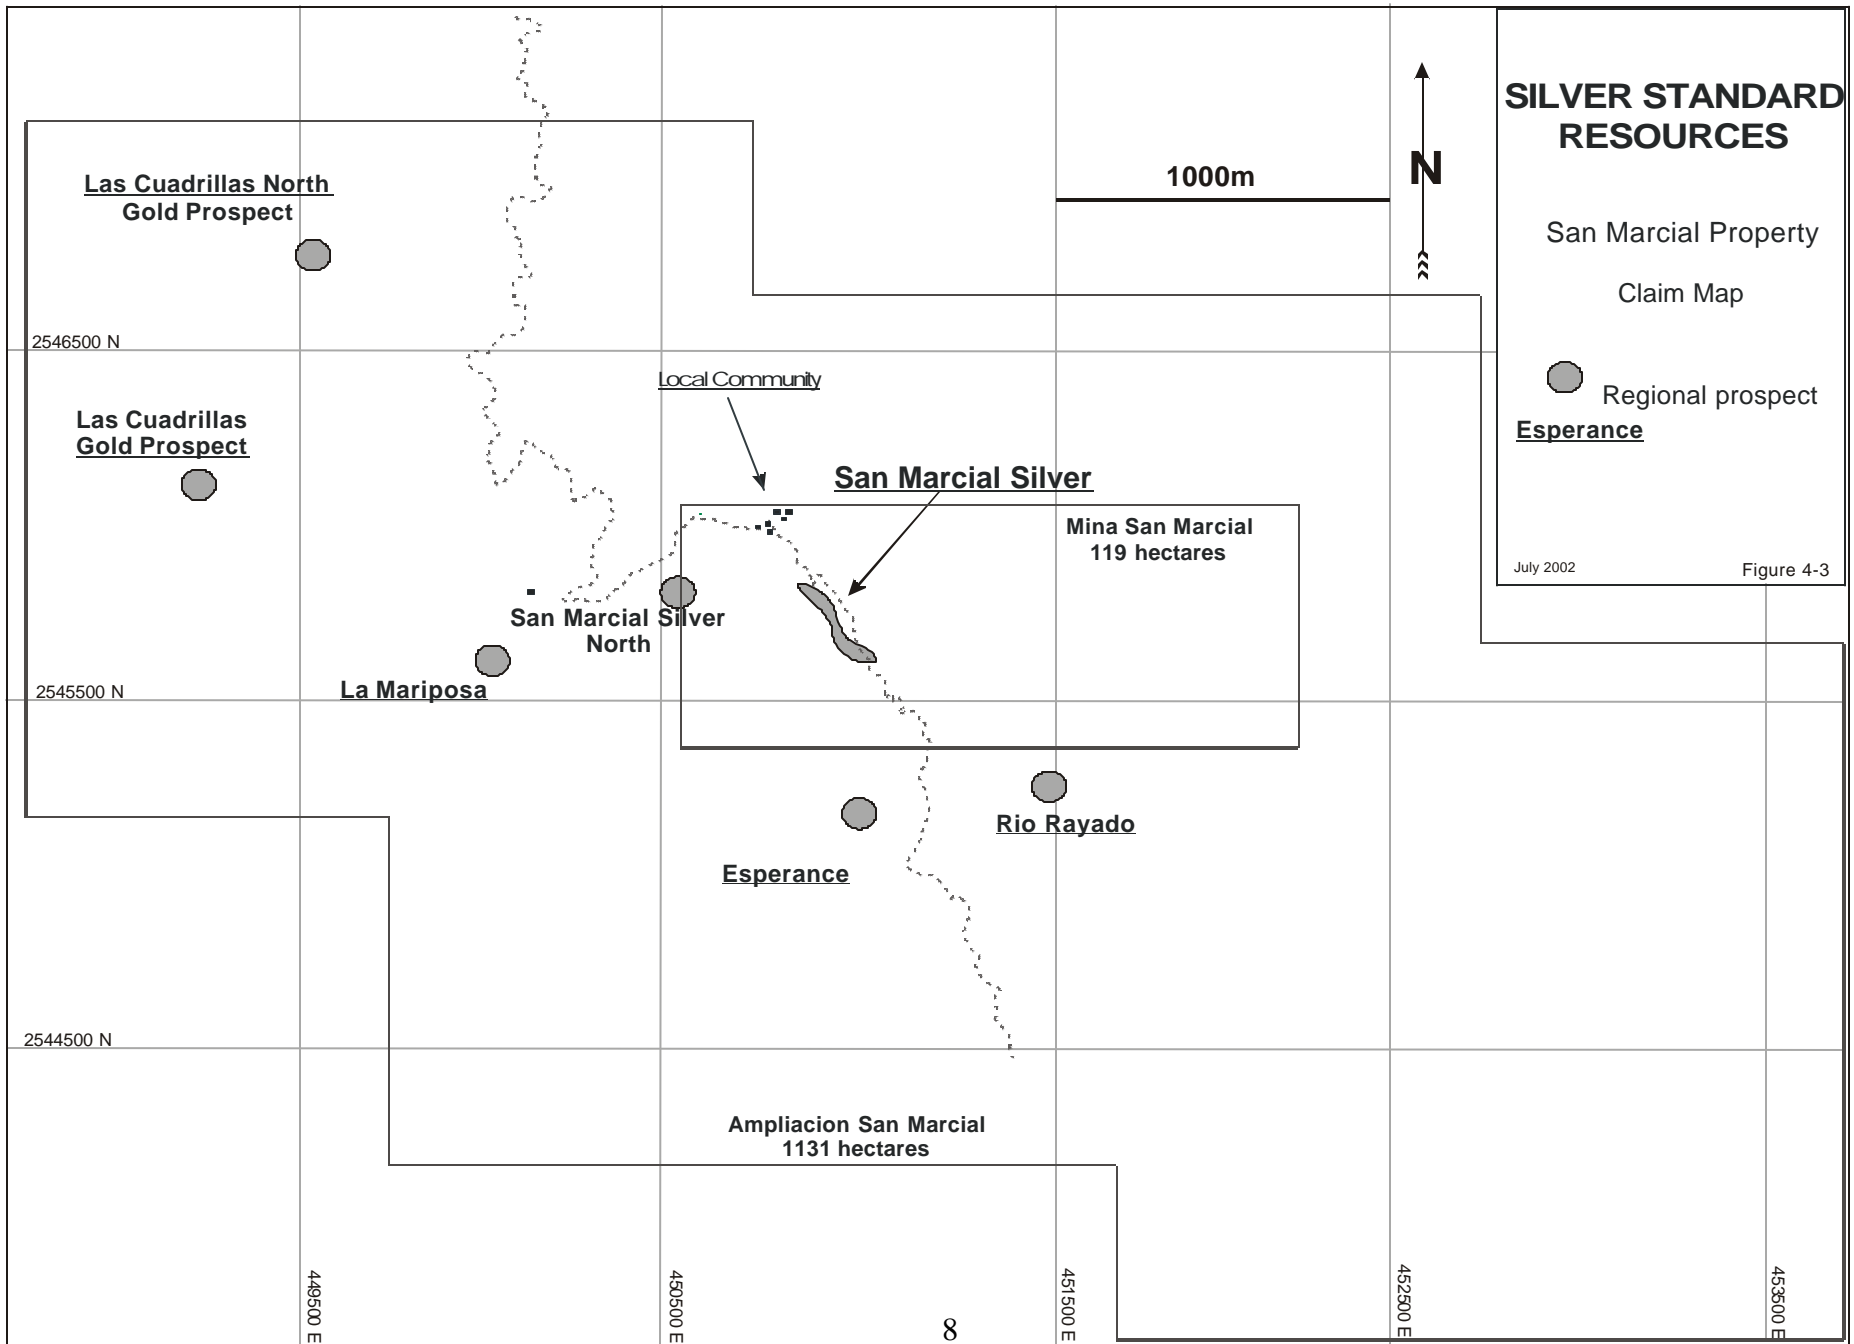 SILVER STANDARD
RESOURCES
San Marcial Property
Claim Map
Regional prospect
Esperance
July 2002
Figure 4-3
1000m
N
Las Cuadrillas North
Gold Prospect
2546500 N
Local Community
Las Cuadrillas
Gold Prospect
San Marcial Silver
Mina San Marcial
119 hectares
San Marcial Silver
North
La Mariposa
2545500 N
Rio Rayado
Esperance
2544500 N
Ampliacion San Marcial
1131 hectares
449500 E
450500 E
451500 E
452500 E
453500 E
8